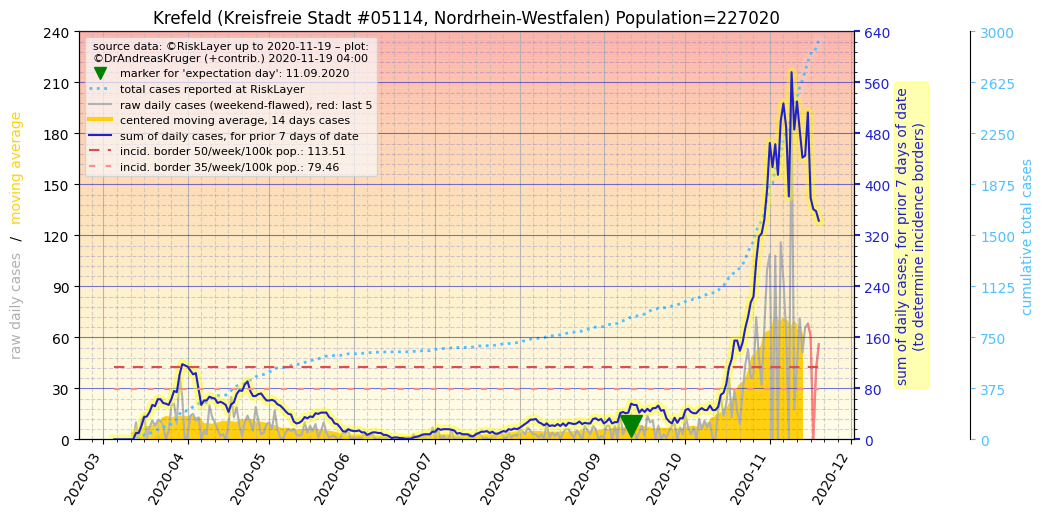 Krefeld (Kreisfreie Stadt #05114, Nordrhein-Westfalen) Population=227020
source data: ©RiskLayer up to 2020-11-19 – plot:
©DrAndreasKruger (+contrib.) 2020-11-19 04:00
marker for 'expectation day': 11.09.2020
total cases reported at RiskLayer
raw daily cases (weekend-flawed), red: last 5
centered moving average, 14 days cases
sum of daily cases, for prior 7 days of date
incid. border 50/week/100k pop.: 113.51
incid. border 35/week/100k pop.: 79.46
raw daily cases / moving average
240
210
180
150
120
90
60
30
0
640
560
480
400
320
240
160
80
0
sum of daily cases, for prior 7 days of date
(to determine incidence borders)
3000
2625
2250
1875
1500
1125
750
375
0
cumulative total cases
2020-03
2020-04
2020-05
2020-06
2020-07
2020-08
2020-09
2020-10
2020-11
2020-12